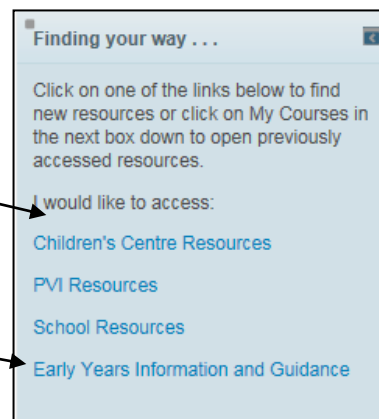 Finding your way . . .
Click on one of the links below to find
new resources or click on My Courses in
the next box down to open previously
accessed resources.
I would like to access:
Children's Centre Resources
PVI Resources
School Resources
Early Years Information and Guidance